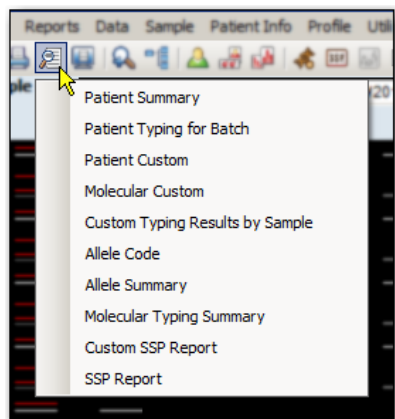 Reports Data Sample Patient Info Profile
Patient Summary
Patient Typing for Batch
Patient Custom
Molecular Custom
Custom Typing Results by Sample
Allele Code
Allele Summary
Molecular Typing Summary
Custom SSP Report
SSP Report